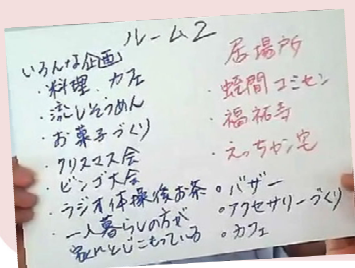 ルーム2
いろんな企画
・料理、カフェ
・流しそうめん
・お菓子づくり
・クリスマス会
・ビンゴ大会
・ラジオ体操後お茶
・一人暮らしの方が
家にとじこもっている
居場所
・蛭間コミセン
・福祐寺
・えっちゃん宅
・バザー
・アクセサリーづくり
・カフェ